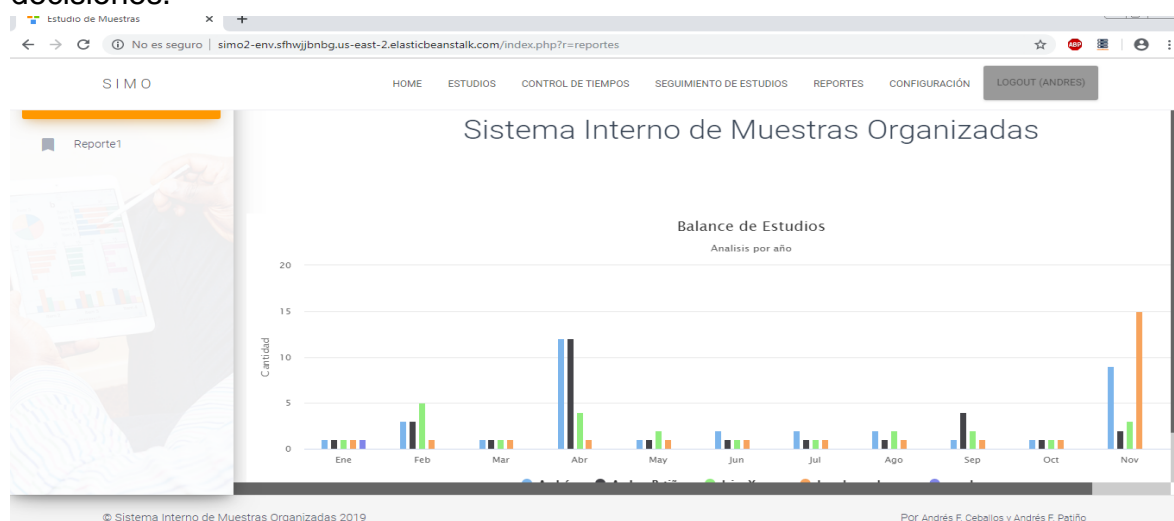 Estudio de Muestras
No es seguro | simo2-env.sfhwjjbnbg.us-east-2.elasticbeanstalk.com/index.php?r=reportes
ABP
SIMO HOME ESTUDIOS CONTROL DE TIEMPOS SEGUIMIENTO DE ESTUDIOS REPORTES CONFIGURACIÓN LOGOUT (ANDRES)
Reporte1
Sistema Interno de Muestras Organizadas
Balance de Estudios
Analisis por año
20
15
10
5
0
Cantidad
Ene Feb Mar Abr May Jun Jul Ago Sep Oct Nov
© Sistema Interno de Muestras Organizadas 2019
Por Andrés F. Ceballos y Andrés F. Patiño